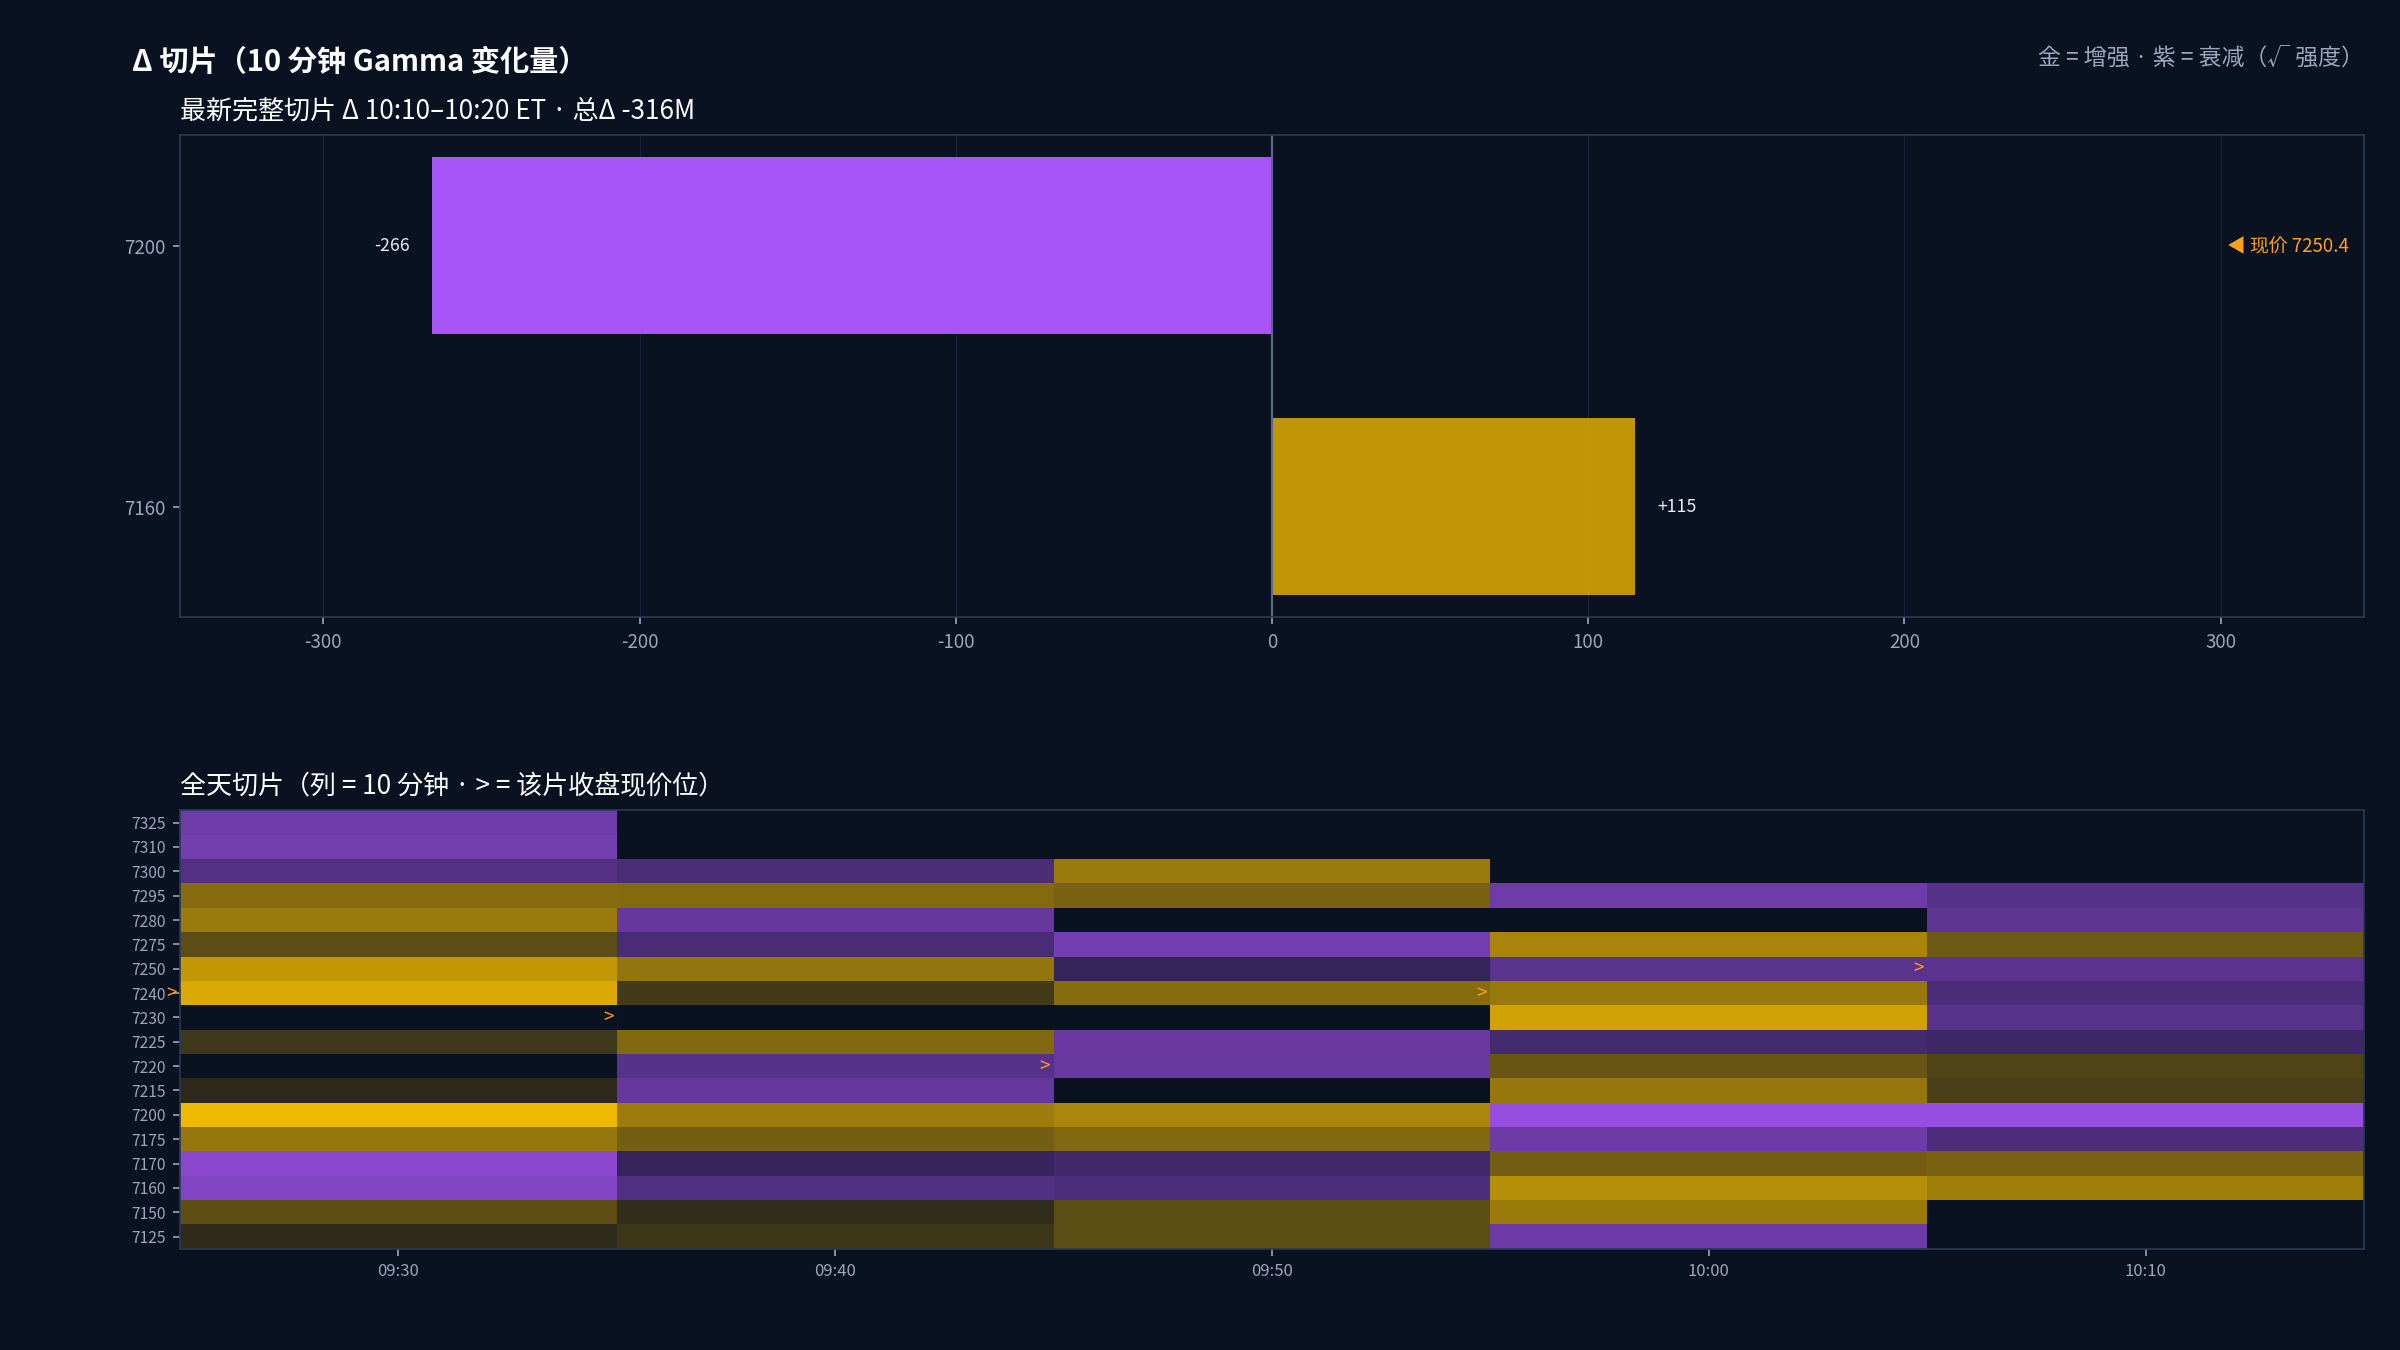 Δ 切片（10 分钟 Gamma 变化量）
金 = 增强 · 紫 = 衰减（√ 强度）
最新完整切片 Δ 10:10–10:20 ET · 总Δ -316M
7200
-266
◀ 现价 7250.4
7160
+115
-300 -200 -100 0 100 200 300
全天切片（列 = 10 分钟 · > = 该片收盘现价位）
7325
7310
7300
7295
7280
7275
7250 >
7240 > >
7230 >
7225
7220 >
7215
7200
7175
7170
7160
7150
7125
09:30 09:40 09:50 10:00 10:10